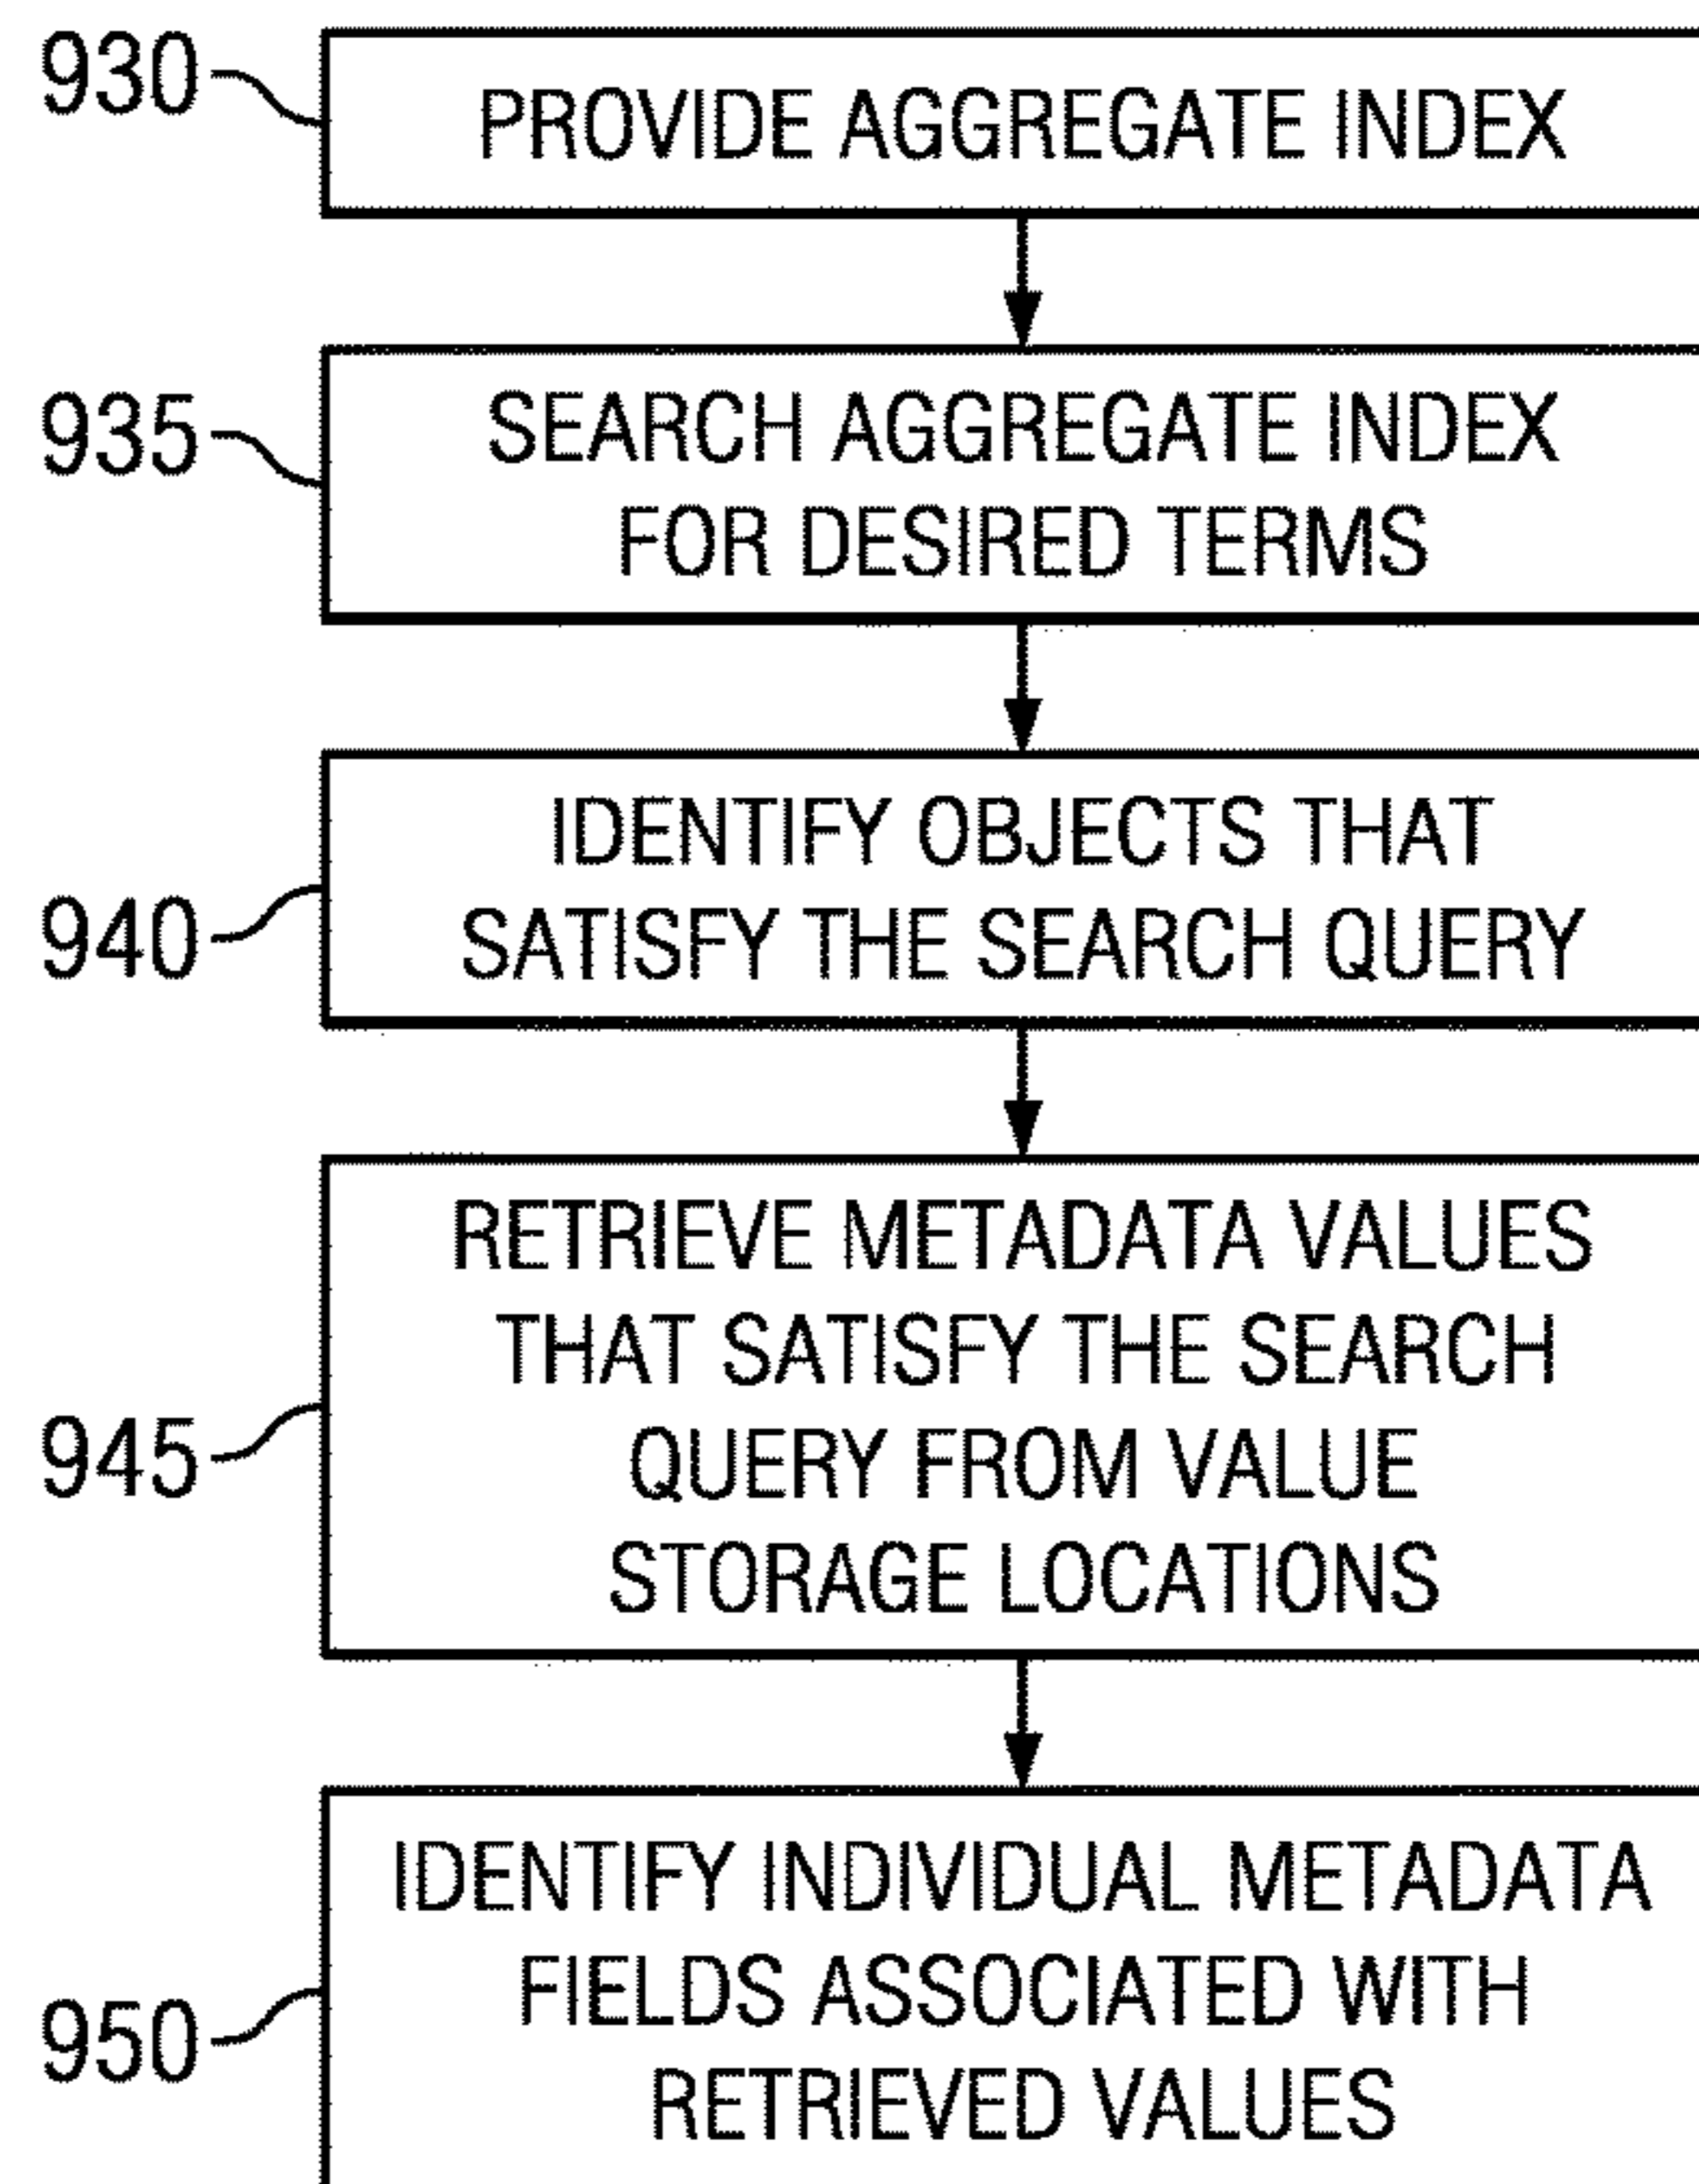 930
PROVIDE AGGREGATE INDEX
935
SEARCH AGGREGATE INDEX
FOR DESIRED TERMS
940
IDENTIFY OBJECTS THAT
SATISFY THE SEARCH QUERY
945
RETRIEVE METADATA VALUES
THAT SATISFY THE SEARCH
QUERY FROM VALUE
STORAGE LOCATIONS
950
IDENTIFY INDIVIDUAL METADATA
FIELDS ASSOCIATED WITH
RETRIEVED VALUES